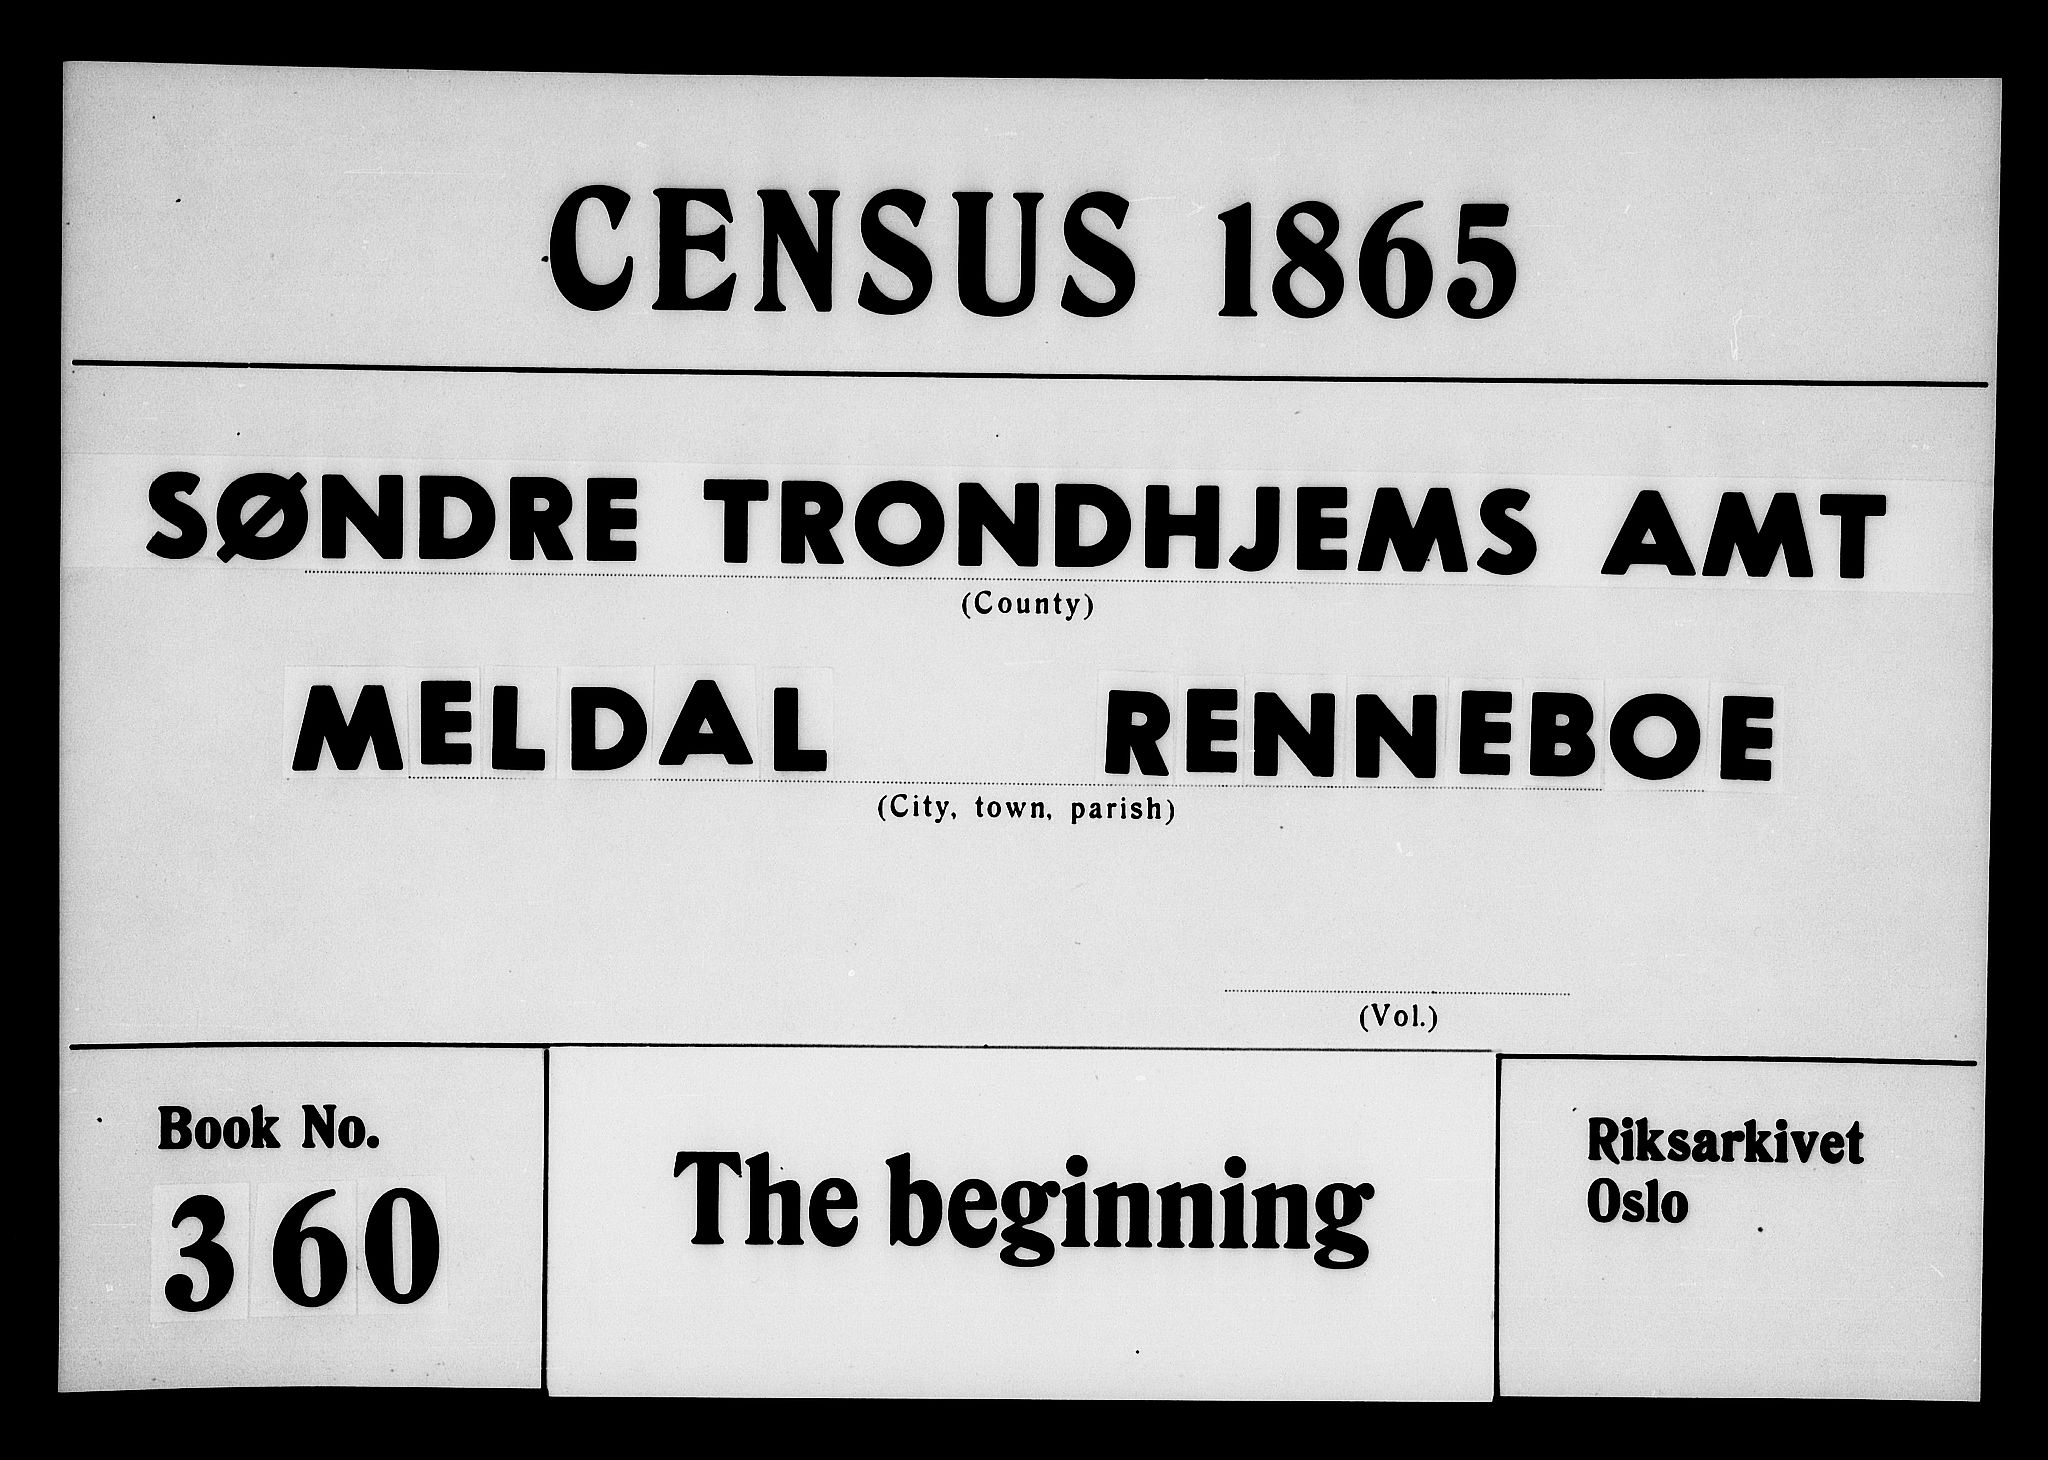 CENSUS 1865
SØNDRE TRONDHJEMS AMT
(County)
MELDAL RENNEBOE
(City, town, parish)
(Vol.)
Book No.
360
The beginning
Riksarkivet
Oslo